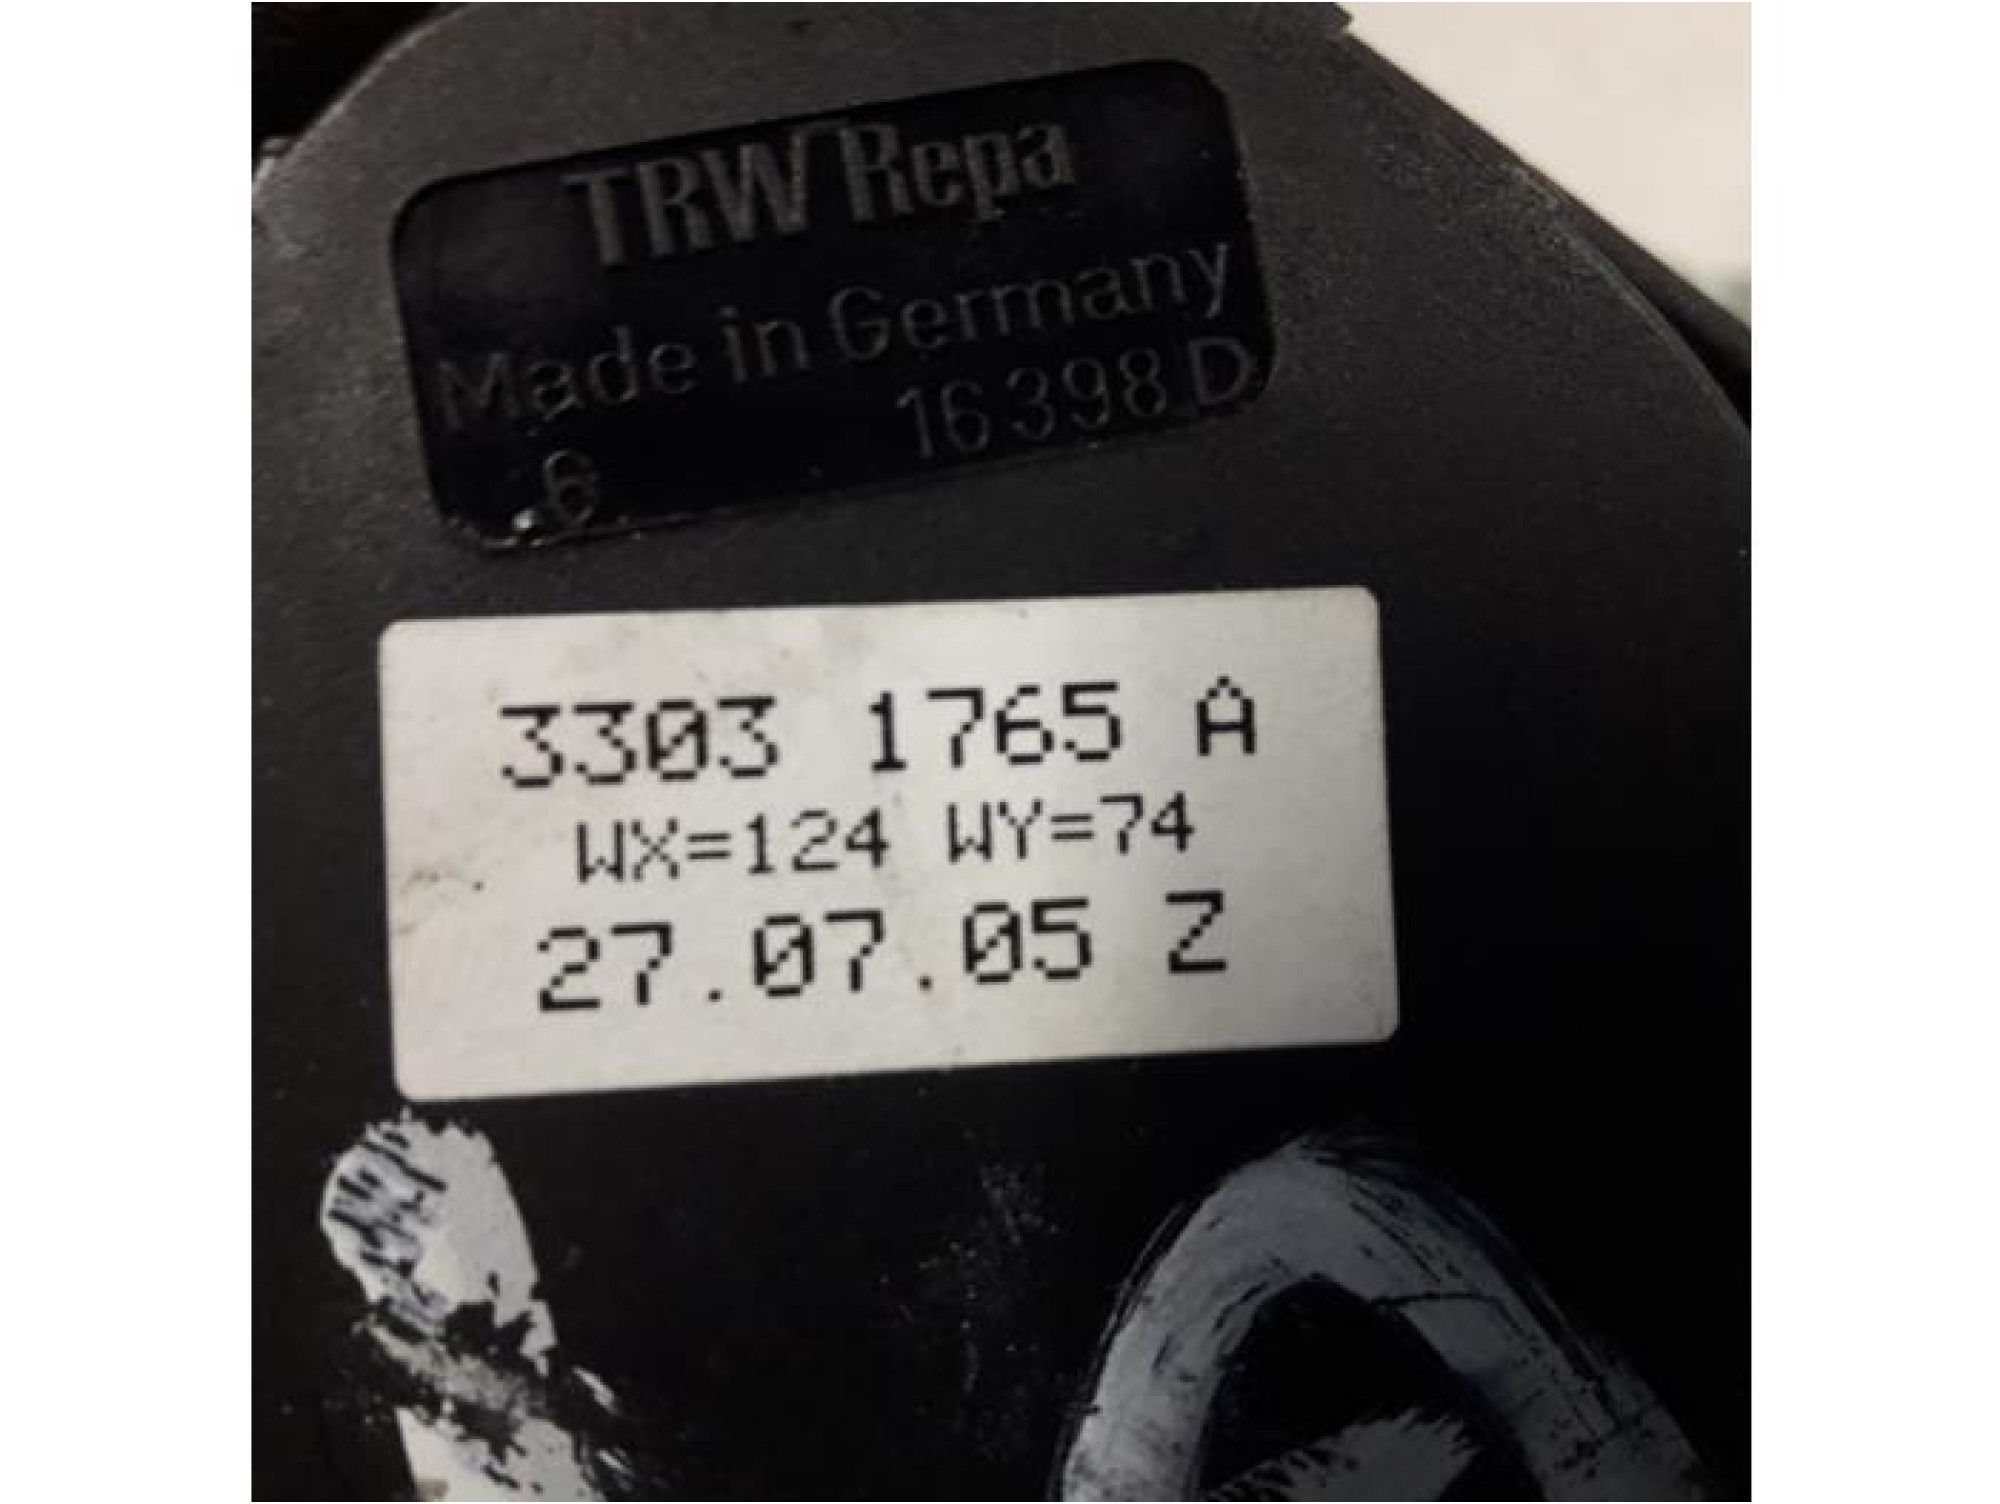 TRW Repa
Made in Germany
6 16398 D
3303 1765 A
WX=124 WY=74
27.07.05 Z